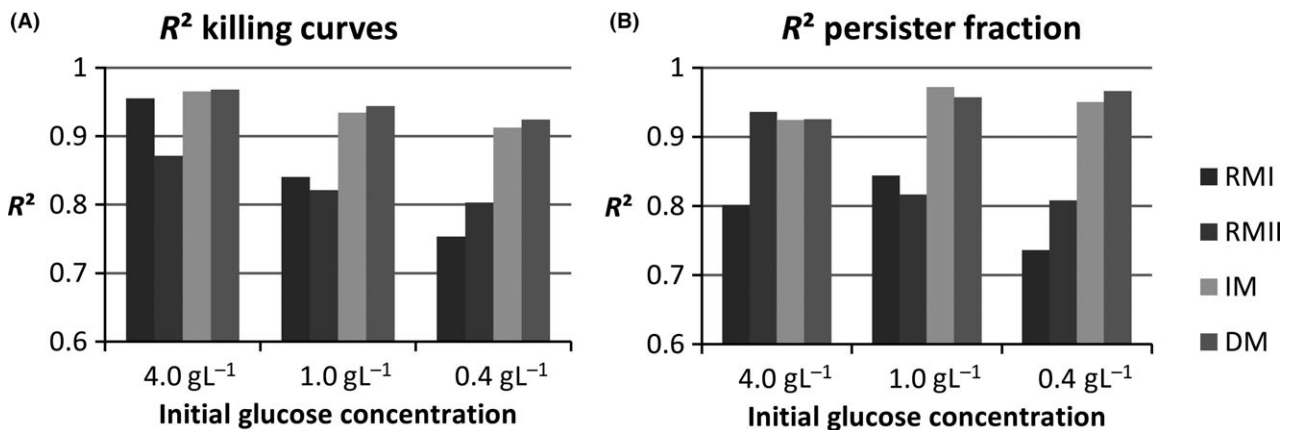 (A)
R² killing curves
1
0.9
0.8
0.7
0.6
R²
4.0 gL⁻¹ 1.0 gL⁻¹ 0.4 gL⁻¹
Initial glucose concentration
(B)
R² persister fraction
1
0.9
0.8
0.7
0.6
R²
4.0 gL⁻¹ 1.0 gL⁻¹ 0.4 gL⁻¹
Initial glucose concentration
RMI
RMII
IM
DM